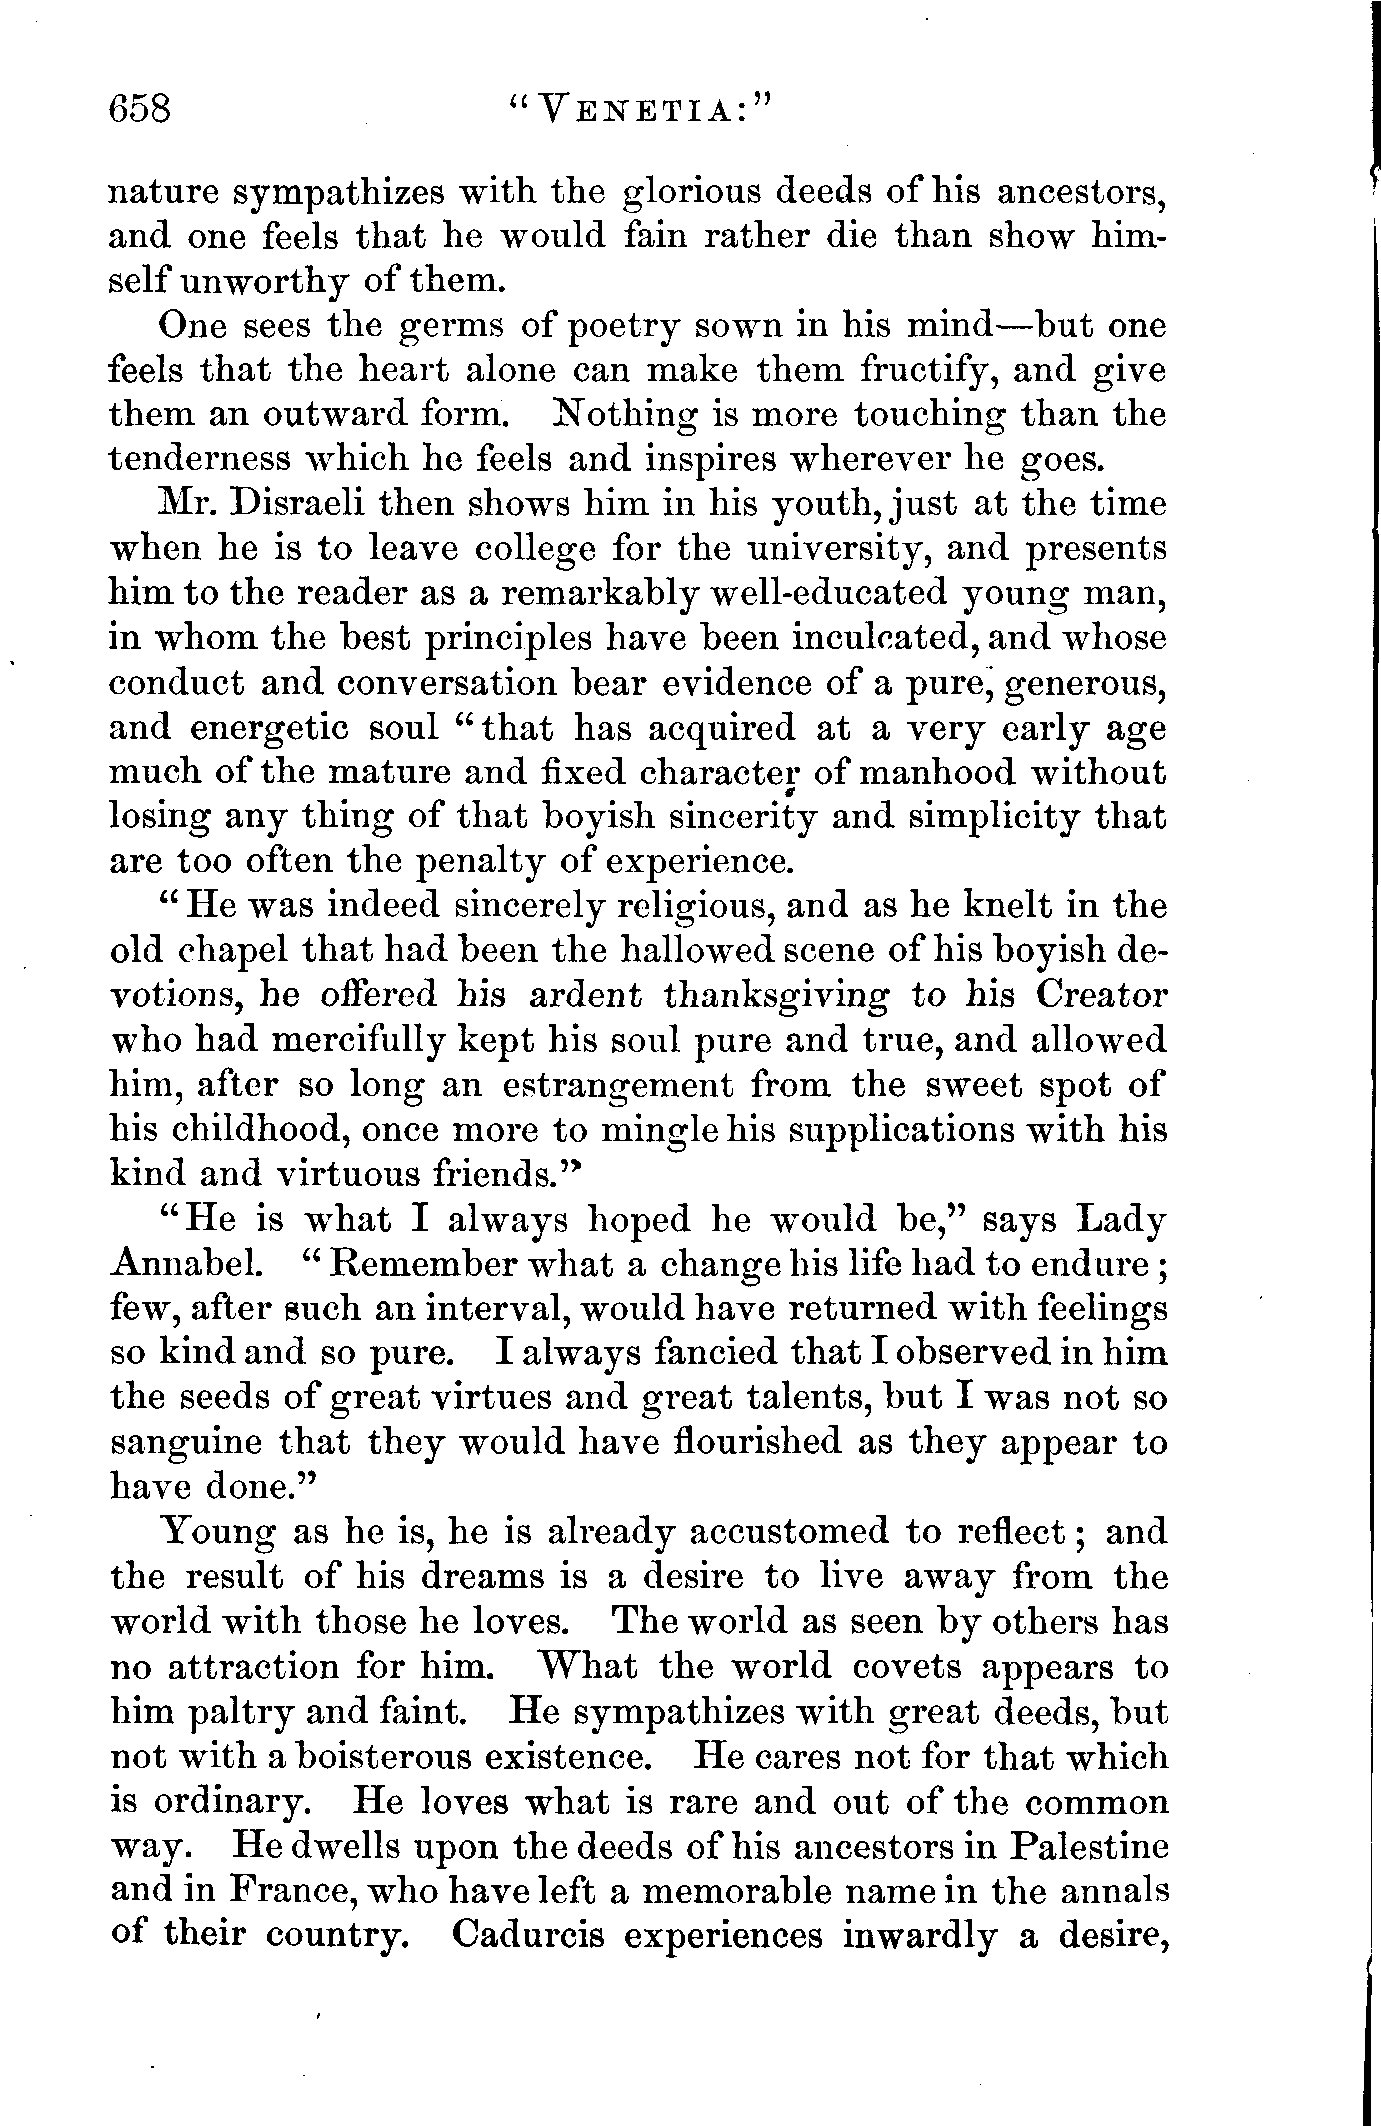 658 “VENETIA:”
nature sympathizes with the glorious deeds of his ancestors,
and one feels that he would fain rather die than show him-
self unworthy of them.
One sees the germs of poetry sown in his mind—but one
feels that the heart alone can make them fructify, and give
them an outward form. Nothing is more touching than the
tenderness which he feels and inspires wherever he goes.
Mr. Disraeli then shows him in his youth, just at the time
when he is to leave college for the university, and presents
him to the reader as a remarkably well-educated young man,
in whom the best principles have been inculcated, and whose
conduct and conversation bear evidence of a pure, generous,
and energetic soul “that has acquired at a very early age
much of the mature and fixed character of manhood without
losing any thing of that boyish sincerity and simplicity that
are too often the penalty of experience.
“He was indeed sincerely religious, and as he knelt in the
old chapel that had been the hallowed scene of his boyish de-
votions, he offered his ardent thanksgiving to his Creator
who had mercifully kept his soul pure and true, and allowed
him, after so long an estrangement from the sweet spot of
his childhood, once more to mingle his supplications with his
kind and virtuous friends.”
“He is what I always hoped he would be,” says Lady
Annabel. “Remember what a change his life had to endure;
few, after such an interval, would have returned with feelings
so kind and so pure. I always fancied that I observed in him
the seeds of great virtues and great talents, but I was not so
sanguine that they would have flourished as they appear to
have done.”
Young as he is, he is already accustomed to reflect; and
the result of his dreams is a desire to live away from the
world with those he loves. The world as seen by others has
no attraction for him. What the world covets appears to
him paltry and faint. He sympathizes with great deeds, but
not with a boisterous existence. He cares not for that which
is ordinary. He loves what is rare and out of the common
way. He dwells upon the deeds of his ancestors in Palestine
and in France, who have left a memorable name in the annals
of their country. Cadurcis experiences inwardly a desire,